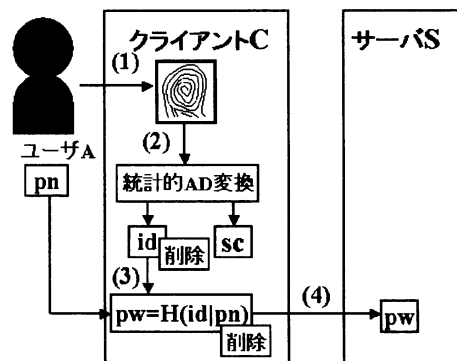 クライアントC
サーバS
(1)
(2)
ユーザA
pn
統計的AD変換
id
削除
sc
(3)
pw=H(id|pn)
削除
(4)
pw